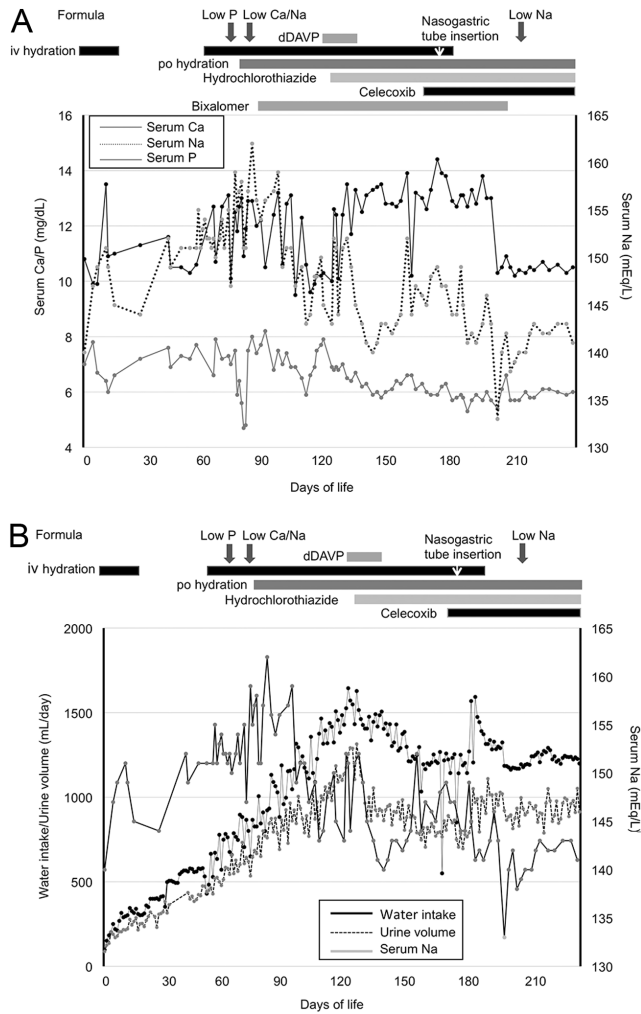 A
Formula
Low P
Low Ca/Na
Nasogastric
tube insertion
Low Na
dDAVP
iv hydration
po hydration
Hydrochlorothiazide
Celecoxib
Bixalomer
Serum Ca
Serum Na
Serum P
16
14
12
10
8
6
4
Serum Ca/P (mg/dL)
165
160
155
150
145
140
135
130
Serum Na (mEq/L)
0 30 60 90 120 150 180 210
Days of life
B
Formula
Low P
Low Ca/Na
Nasogastric
tube insertion
Low Na
dDAVP
iv hydration
po hydration
Hydrochlorothiazide
Celecoxib
2000
1500
1000
500
0
Water intake/Urine volume (mL/day)
165
160
155
150
145
140
135
130
Serum Na (mEq/L)
Water intake
Urine volume
Serum Na
0 30 60 90 120 150 180 210
Days of life